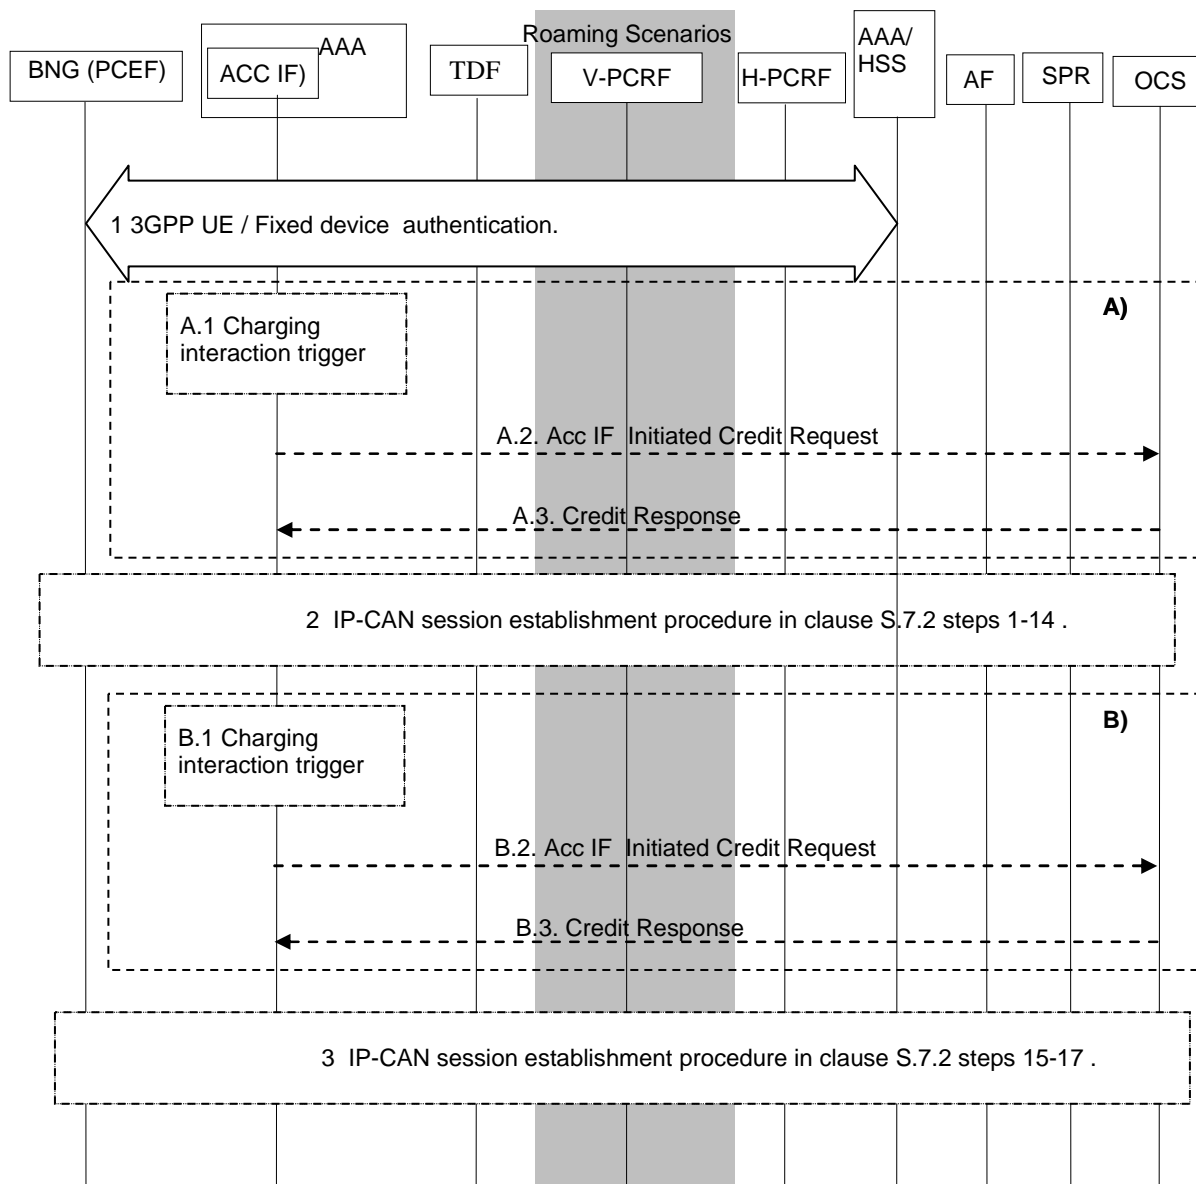 Roaming Scenarios
BNG (PCEF)
ACC IF)
AAA
TDF
V-PCRF
H-PCRF
AAA/
HSS
AF
SPR
OCS
1 3GPP UE / Fixed device authentication.
A)
A.1 Charging
interaction trigger
A.2. Acc IF Initiated Credit Request
A.3. Credit Response
2 IP-CAN session establishment procedure in clause S.7.2 steps 1-14 .
B)
B.1 Charging
interaction trigger
B.2. Acc IF Initiated Credit Request
B.3. Credit Response
3 IP-CAN session establishment procedure in clause S.7.2 steps 15-17 .